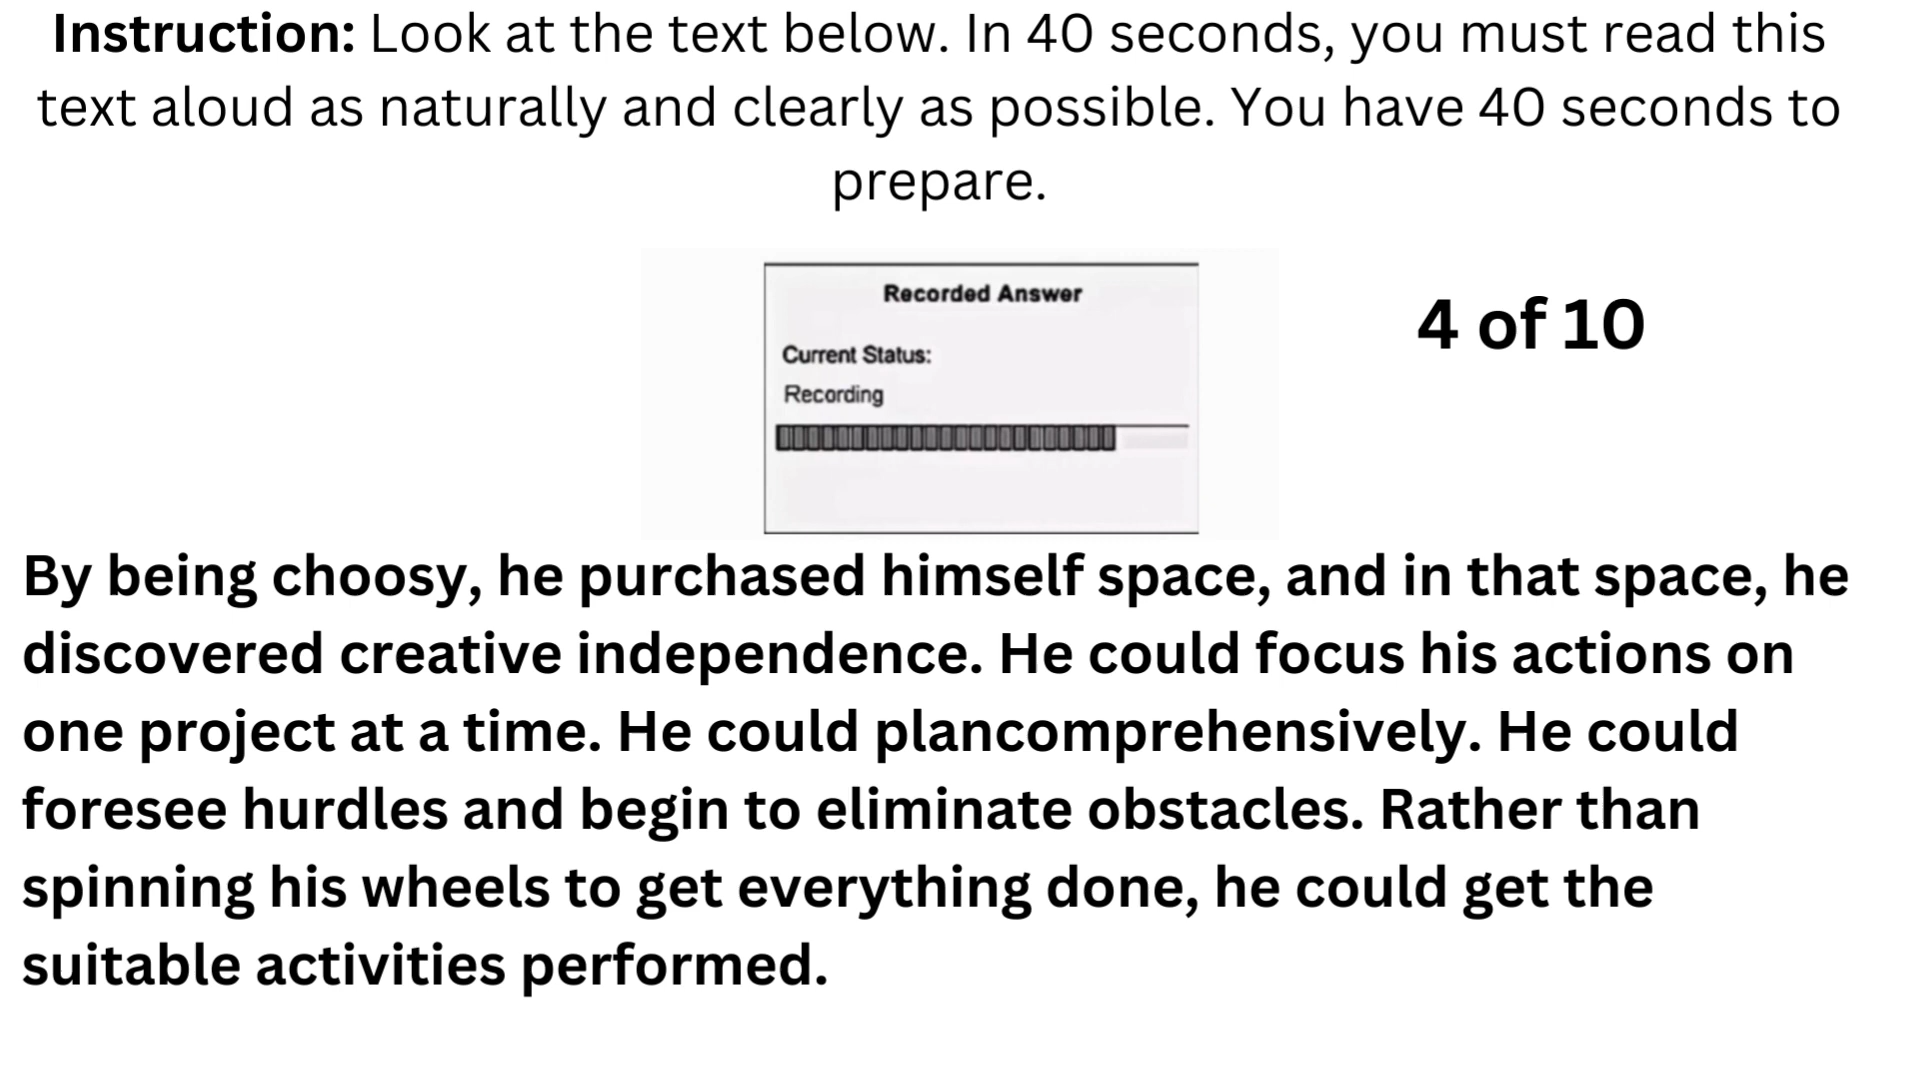 Instruction: Look at the text below. In 40 seconds, you must read this
text aloud as naturally and clearly as possible. You have 40 seconds to
prepare.
Recorded Answer
Current Status:
Recording
4 of 10
By being choosy, he purchased himself space, and in that space, he
discovered creative independence. He could focus his actions on
one project at a time. He could plancomprehensively. He could
foresee hurdles and begin to eliminate obstacles. Rather than
spinning his wheels to get everything done, he could get the
suitable activities performed.